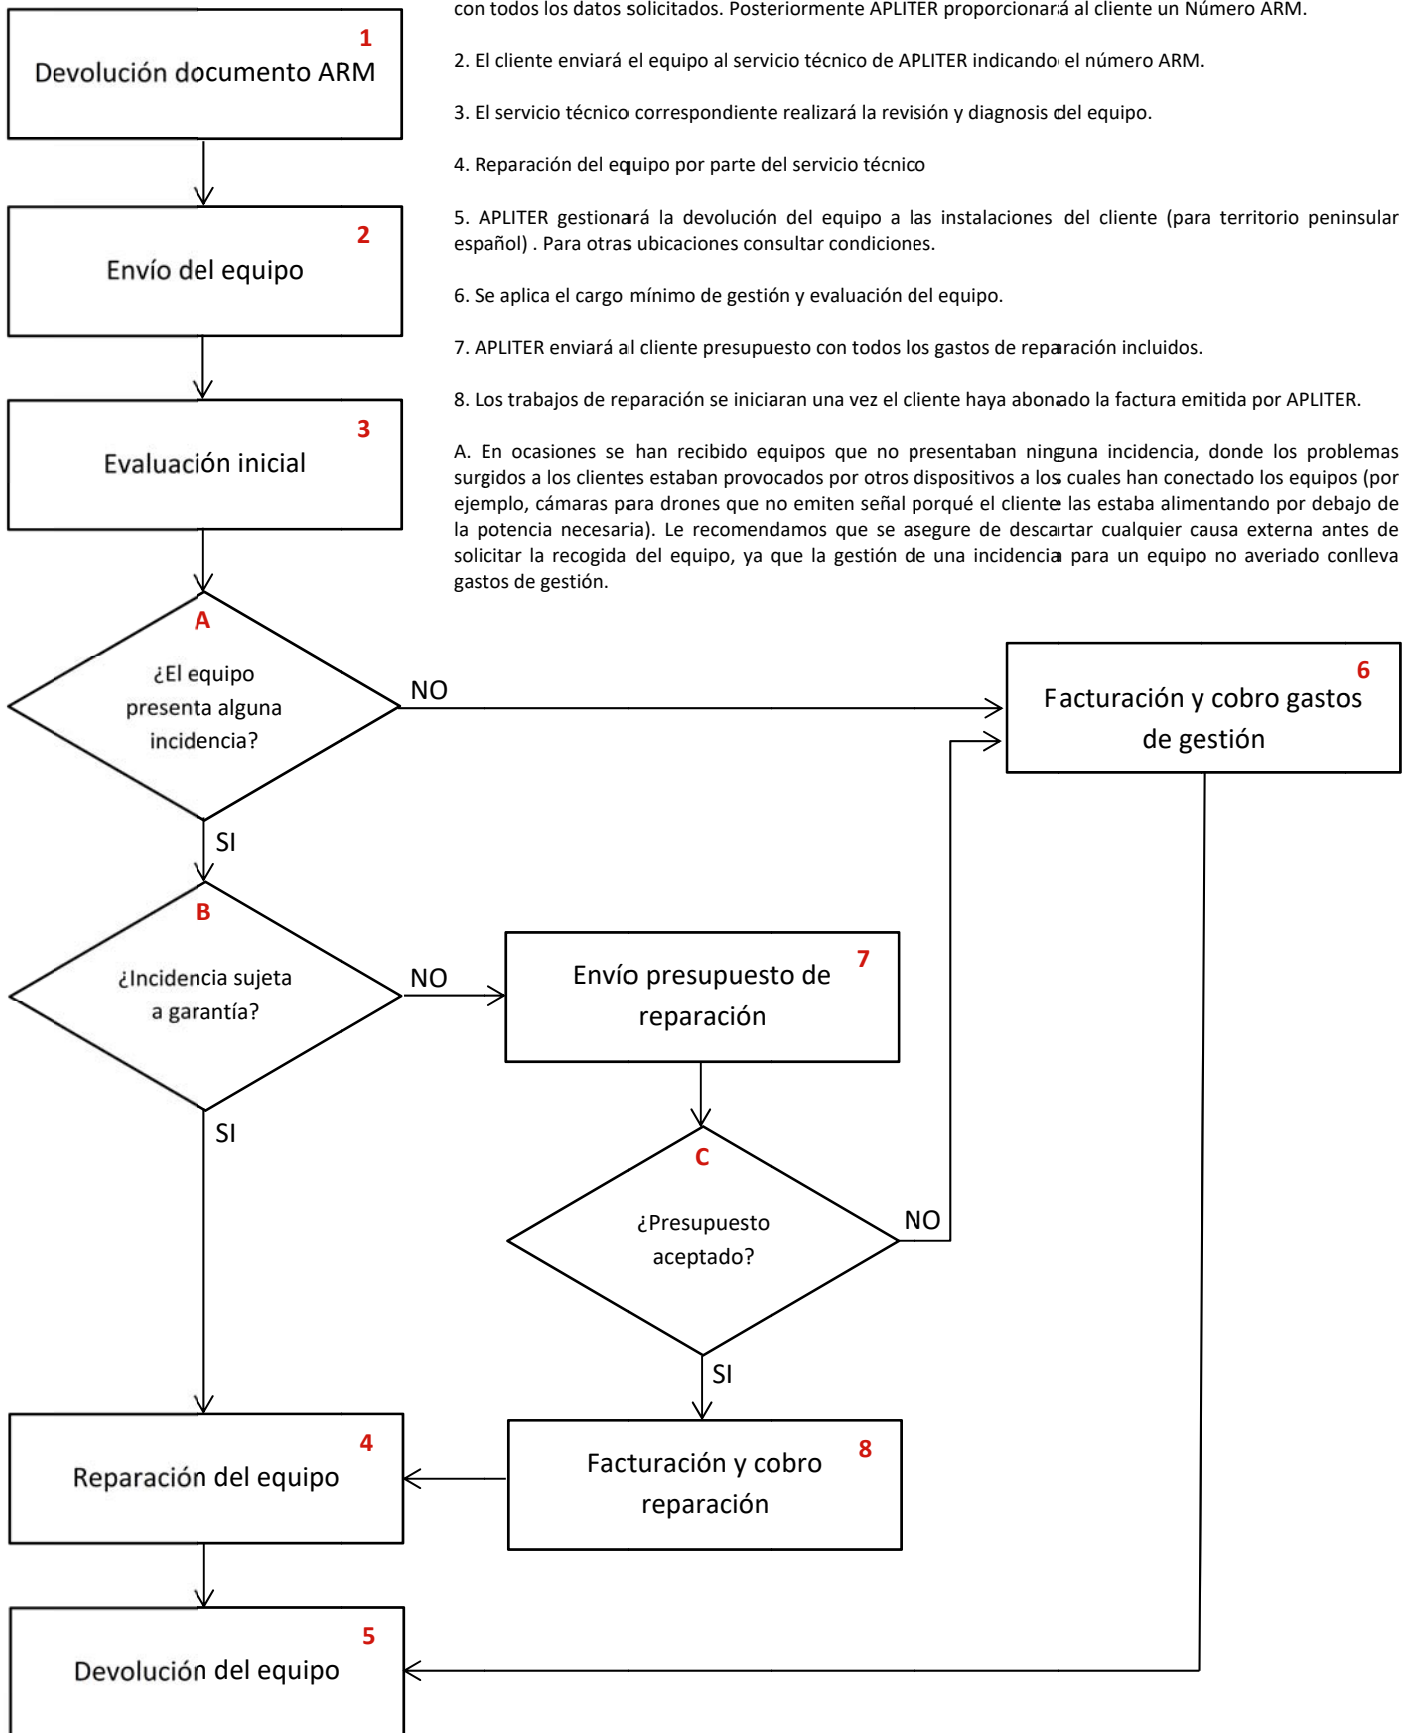 con todos los datos solicitados. Posteriormente APLITER proporcionará al cliente un Número ARM.
1
Devolución documento ARM
2. El cliente enviará el equipo al servicio técnico de APLITER indicando el número ARM.
3. El servicio técnico correspondiente realizará la revisión y diagnosis del equipo.
4. Reparación del equipo por parte del servicio técnico
5. APLITER gestionará la devolución del equipo a las instalaciones del cliente (para territorio peninsular
español) . Para otras ubicaciones consultar condiciones.
2
Envío del equipo
6. Se aplica el cargo mínimo de gestión y evaluación del equipo.
7. APLITER enviará al cliente presupuesto con todos los gastos de reparación incluidos.
8. Los trabajos de reparación se iniciaran una vez el cliente haya abonado la factura emitida por APLITER.
3
Evaluación inicial
A. En ocasiones se han recibido equipos que no presentaban ninguna incidencia, donde los problemas
surgidos a los clientes estaban provocados por otros dispositivos a los cuales han conectado los equipos (por
ejemplo, cámaras para drones que no emiten señal porqué el cliente las estaba alimentando por debajo de
la potencia necesaria). Le recomendamos que se asegure de descartar cualquier causa externa antes de
solicitar la recogida del equipo, ya que la gestión de una incidencia para un equipo no averiado conlleva
gastos de gestión.
A
¿El equipo
presenta alguna
incidencia?
NO
6
Facturación y cobro gastos
de gestión
SI
B
¿Incidencia sujeta
a garantía?
NO
7
Envío presupuesto de
reparación
SI
C
¿Presupuesto
aceptado?
NO
SI
4
Reparación del equipo
8
Facturación y cobro
reparación
5
Devolución del equipo